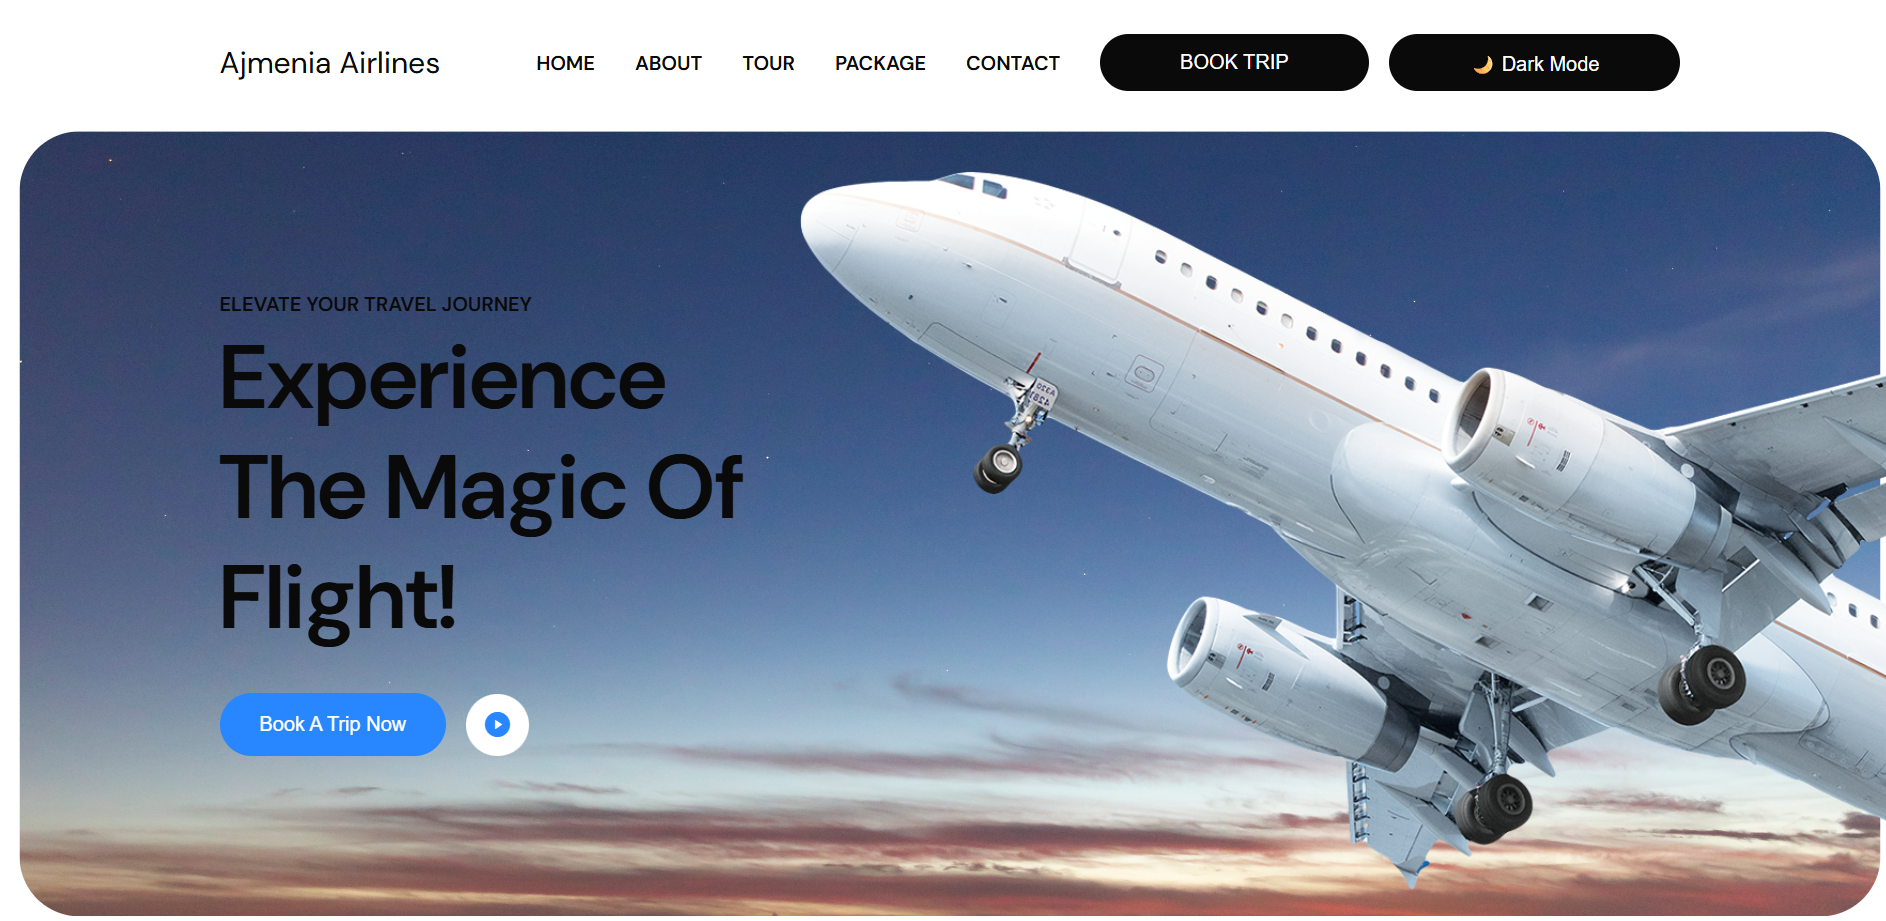 Ajmenia Airlines
HOME ABOUT TOUR PACKAGE CONTACT BOOK TRIP 🌙 Dark Mode
ELEVATE YOUR TRAVEL JOURNEY
Experience
The Magic Of
Flight!
Book A Trip Now